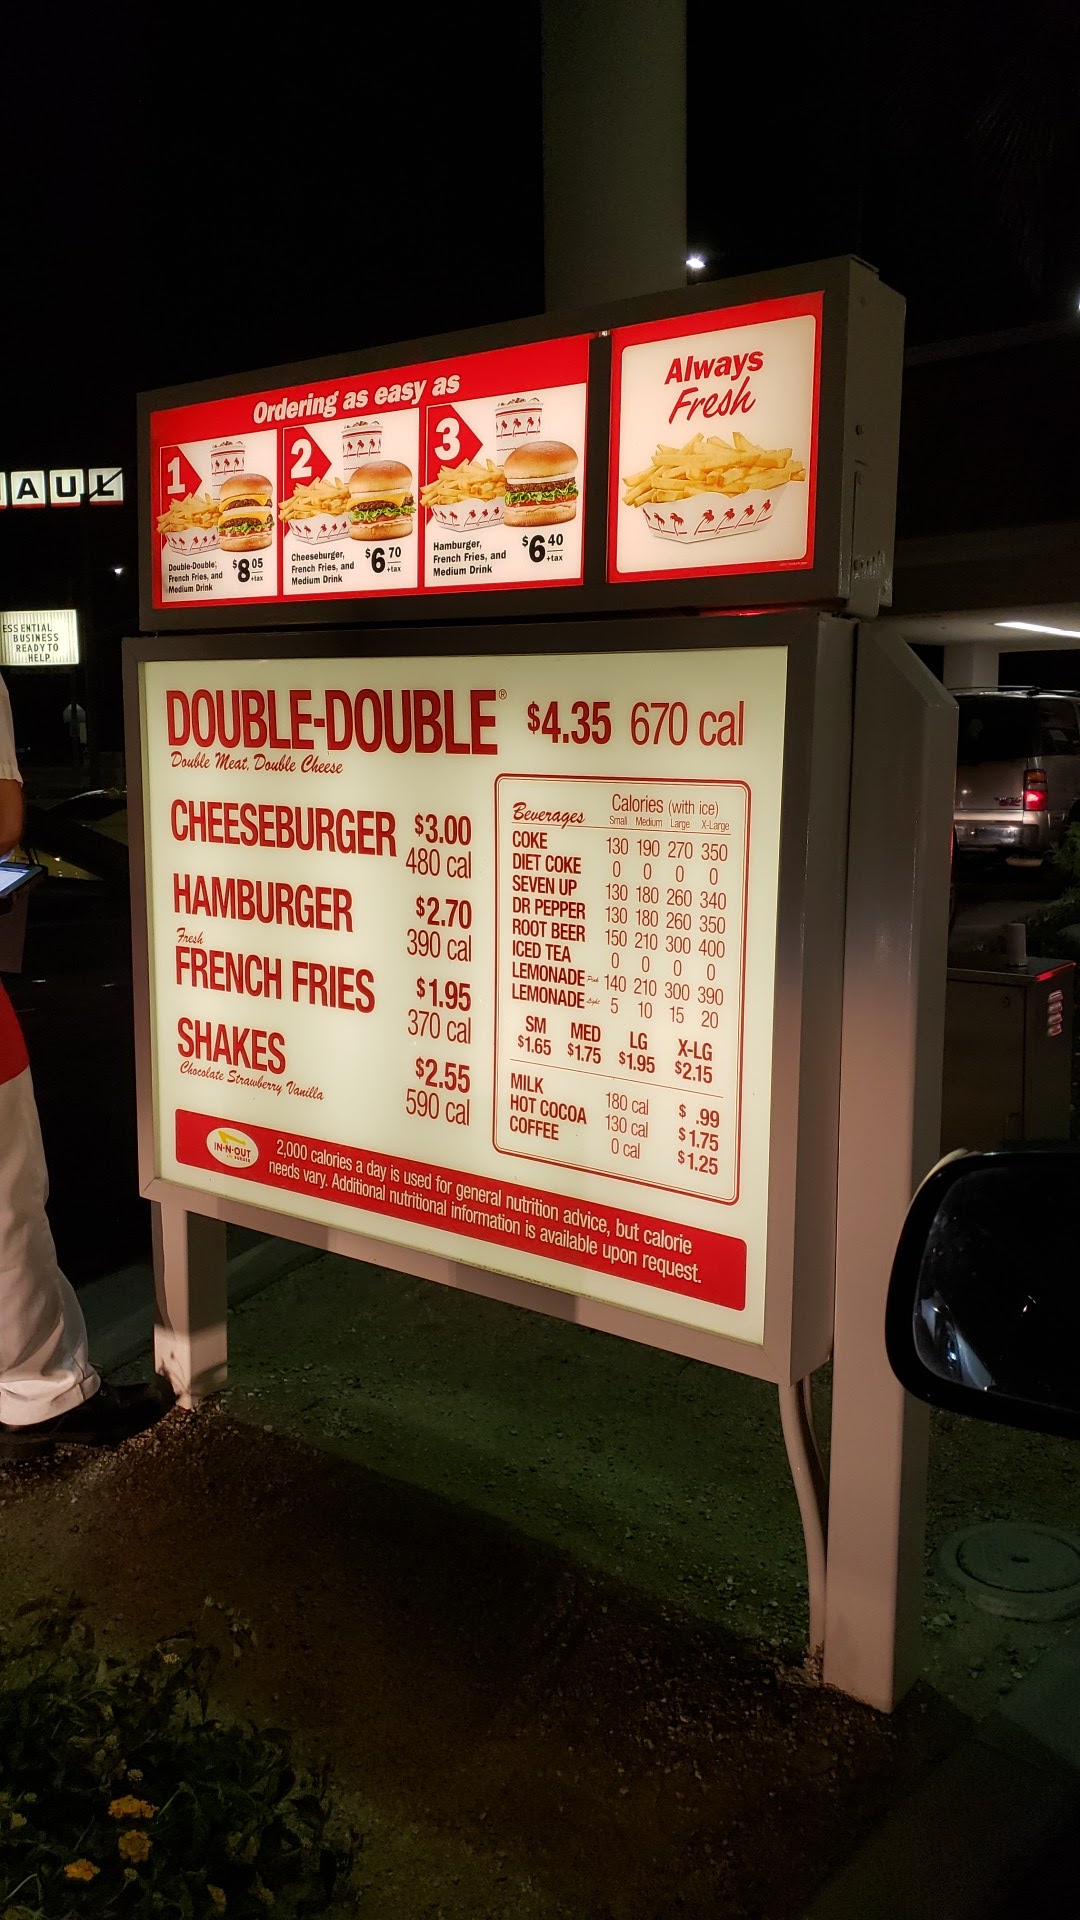 Ordering as easy as
1
Double-Double,
French Fries, and
Medium Drink
$8 05
+tax
2
Cheeseburger,
French Fries, and
Medium Drink
$6 70
+tax
3
Hamburger,
French Fries, and
Medium Drink
$6 40
+tax
Always
Fresh
AUL
ESSENTIAL
BUSINESS
READY TO
HELP
DOUBLE-DOUBLE® $4.35 670 cal
Double Meat, Double Cheese
CHEESEBURGER $3.00
480 cal
HAMBURGER $2.70
390 cal
Fresh
FRENCH FRIES $1.95
370 cal
SHAKES $2.55
Chocolate Strawberry Vanilla
590 cal
Beverages Calories (with ice)
Small Medium Large X-Large
COKE 130 190 270 350
DIET COKE 0 0 0 0
SEVEN UP 130 180 260 340
DR PEPPER 130 180 260 350
ROOT BEER 150 210 300 400
ICED TEA 0 0 0 0
LEMONADE Pink 140 210 300 390
LEMONADE Light 5 10 15 20
SM MED LG X-LG
$1.65 $1.75 $1.95 $2.15
MILK 180 cal $ .99
HOT COCOA 130 cal $1.75
COFFEE 0 cal $1.25
IN-N-OUT
BURGER
2,000 calories a day is used for general nutrition advice, but calorie
needs vary. Additional nutritional information is available upon request.